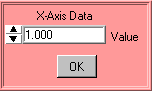 X-Axis Data
1.000 Value
OK